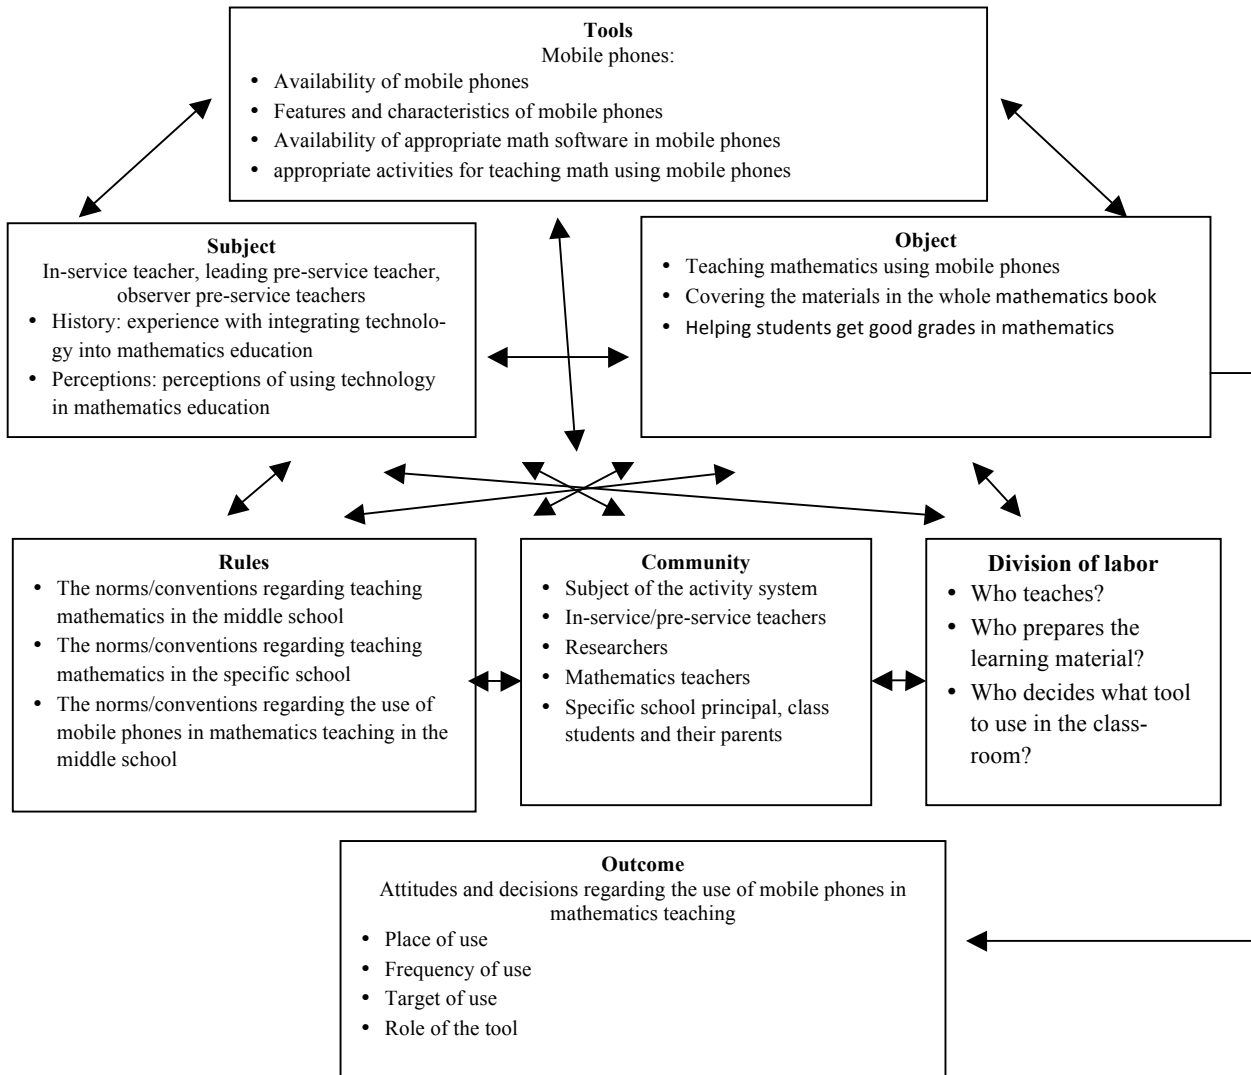 Tools
Mobile phones:
• Availability of mobile phones
• Features and characteristics of mobile phones
• Availability of appropriate math software in mobile phones
• appropriate activities for teaching math using mobile phones
Subject
In-service teacher, leading pre-service teacher,
observer pre-service teachers
• History: experience with integrating technolo-
gy into mathematics education
• Perceptions: perceptions of using technology
in mathematics education
Object
• Teaching mathematics using mobile phones
• Covering the materials in the whole mathematics book
• Helping students get good grades in mathematics
Rules
• The norms/conventions regarding teaching
mathematics in the middle school
• The norms/conventions regarding teaching
mathematics in the specific school
• The norms/conventions regarding the use of
mobile phones in mathematics teaching in the
middle school
Community
• Subject of the activity system
• In-service/pre-service teachers
• Researchers
• Mathematics teachers
• Specific school principal, class
students and their parents
Division of labor
• Who teaches?
• Who prepares the
learning material?
• Who decides what tool
to use in the class-
room?
Outcome
Attitudes and decisions regarding the use of mobile phones in
mathematics teaching
• Place of use
• Frequency of use
• Target of use
• Role of the tool